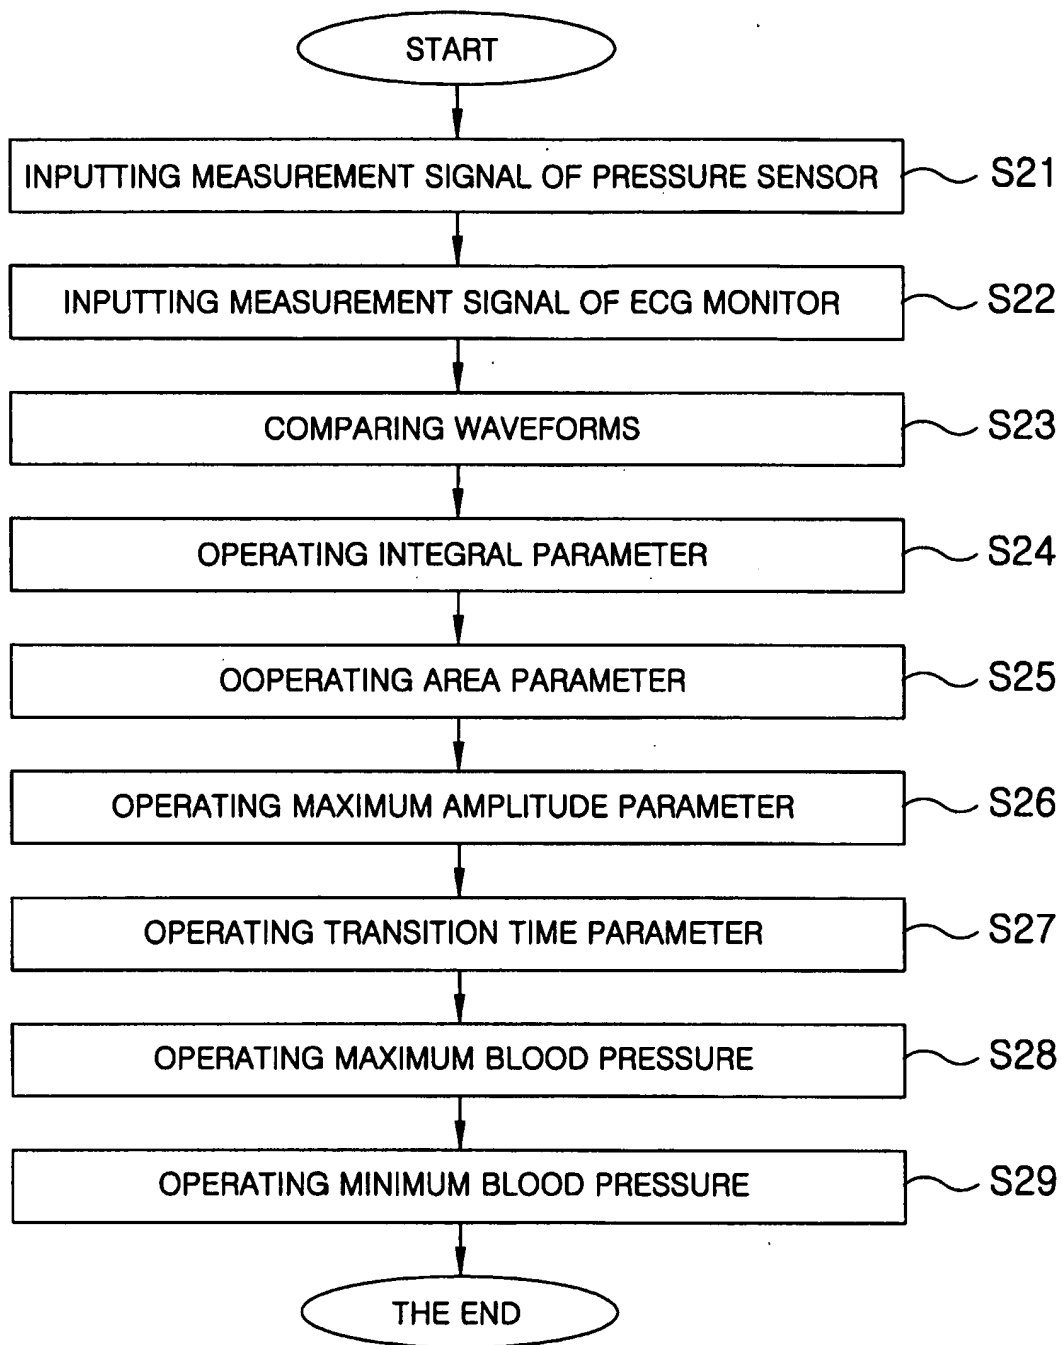 START
INPUTTING MEASUREMENT SIGNAL OF PRESSURE SENSOR S21
INPUTTING MEASUREMENT SIGNAL OF ECG MONITOR S22
COMPARING WAVEFORMS S23
OPERATING INTEGRAL PARAMETER S24
OOPERATING AREA PARAMETER S25
OPERATING MAXIMUM AMPLITUDE PARAMETER S26
OPERATING TRANSITION TIME PARAMETER S27
OPERATING MAXIMUM BLOOD PRESSURE S28
OPERATING MINIMUM BLOOD PRESSURE S29
THE END